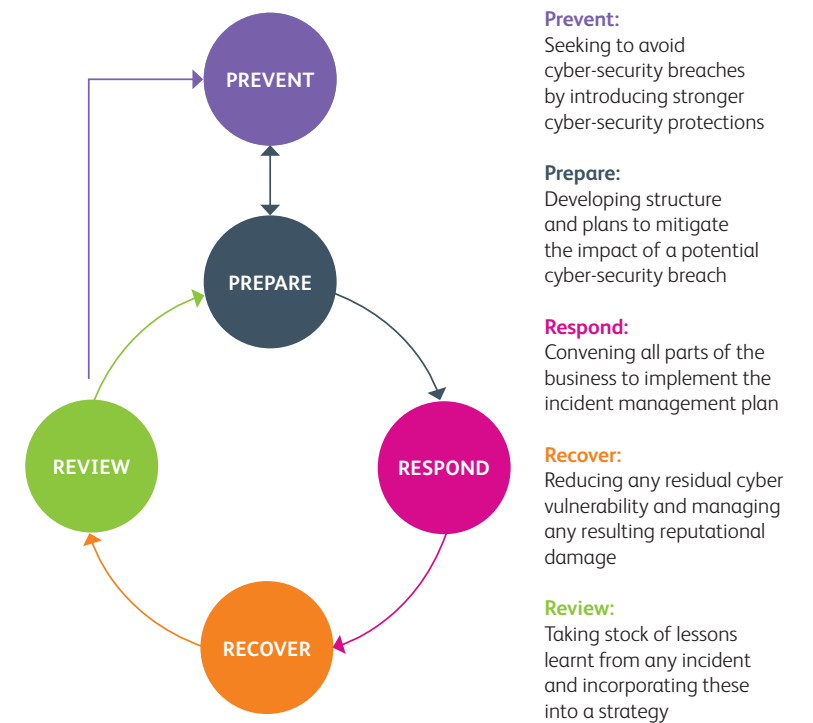 PREVENT
PREPARE
REVIEW
RESPOND
RECOVER
Prevent:
Seeking to avoid
cyber-security breaches
by introducing stronger
cyber-security protections
Prepare:
Developing structure
and plans to mitigate
the impact of a potential
cyber-security breach
Respond:
Convening all parts of the
business to implement the
incident management plan
Recover:
Reducing any residual cyber
vulnerability and managing
any resulting reputational
damage
Review:
Taking stock of lessons
learnt from any incident
and incorporating these
into a strategy